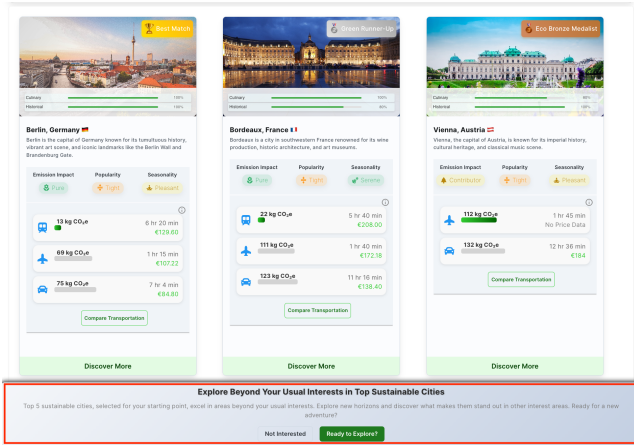 Best Match
Culinary 100%
Historical 100%
Berlin, Germany
Berlin is the capital of Germany known for its tumultuous history,
vibrant art scene, and iconic landmarks like the Berlin Wall and
Brandenburg Gate.
Emission Impact Popularity Seasonality
Pure Tight Pleasant
13 kg CO₂e 6 hr 20 min
€129.60
69 kg CO₂e 1 hr 15 min
€107.22
75 kg CO₂e 7 hr 4 min
€84.80
Compare Transportation
Discover More
Green Runner-Up
Culinary 100%
Historical 90%
Bordeaux, France
Bordeaux is a city in southwestern France renowned for its wine
production, historic architecture, and art museums.
Emission Impact Popularity Seasonality
Pure Tight Serene
22 kg CO₂e 5 hr 40 min
€208.00
111 kg CO₂e 1 hr 40 min
€172.18
123 kg CO₂e 11 hr 16 min
€138.40
Compare Transportation
Discover More
Eco Bronze Medalist
Culinary
Historical 100%
Vienna, Austria
Vienna, the capital of Austria, is known for its imperial history,
cultural heritage, and classical music scene.
Emission Impact Popularity Seasonality
Contributor Tight Pleasant
112 kg CO₂e 1 hr 45 min
No Price Data
132 kg CO₂e 12 hr 36 min
€184
Compare Transportation
Discover More
Explore Beyond Your Usual Interests in Top Sustainable Cities
Top 5 sustainable cities, selected for your starting point, excel in areas beyond your usual interests. Explore new horizons and discover what makes them stand out in other interest areas. Ready for a new
adventure?
Not Interested Ready to Explore?